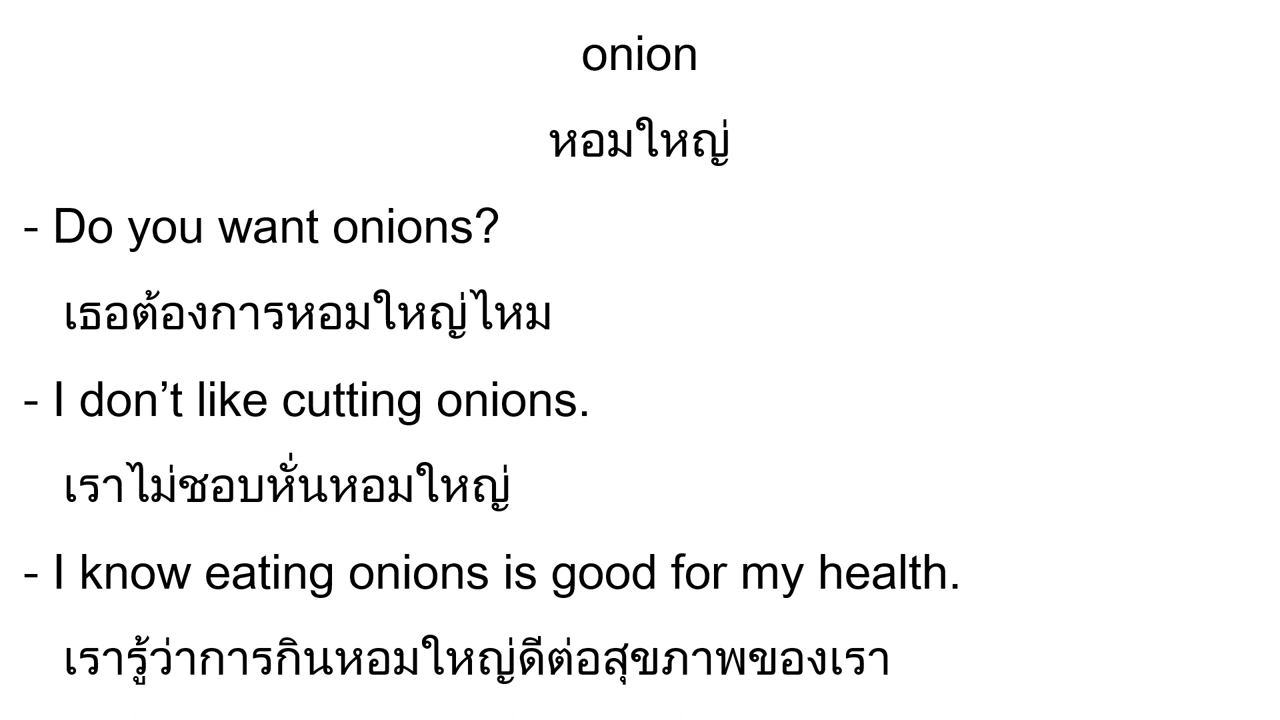 onion
หอมใหญ่
- Do you want onions?
เธอต้องการหอมใหญ่ไหม
- I don’t like cutting onions.
เราไม่ชอบหั่นหอมใหญ่
- I know eating onions is good for my health.
เรารู้ว่าการกินหอมใหญ่ดีต่อสุขภาพของเรา